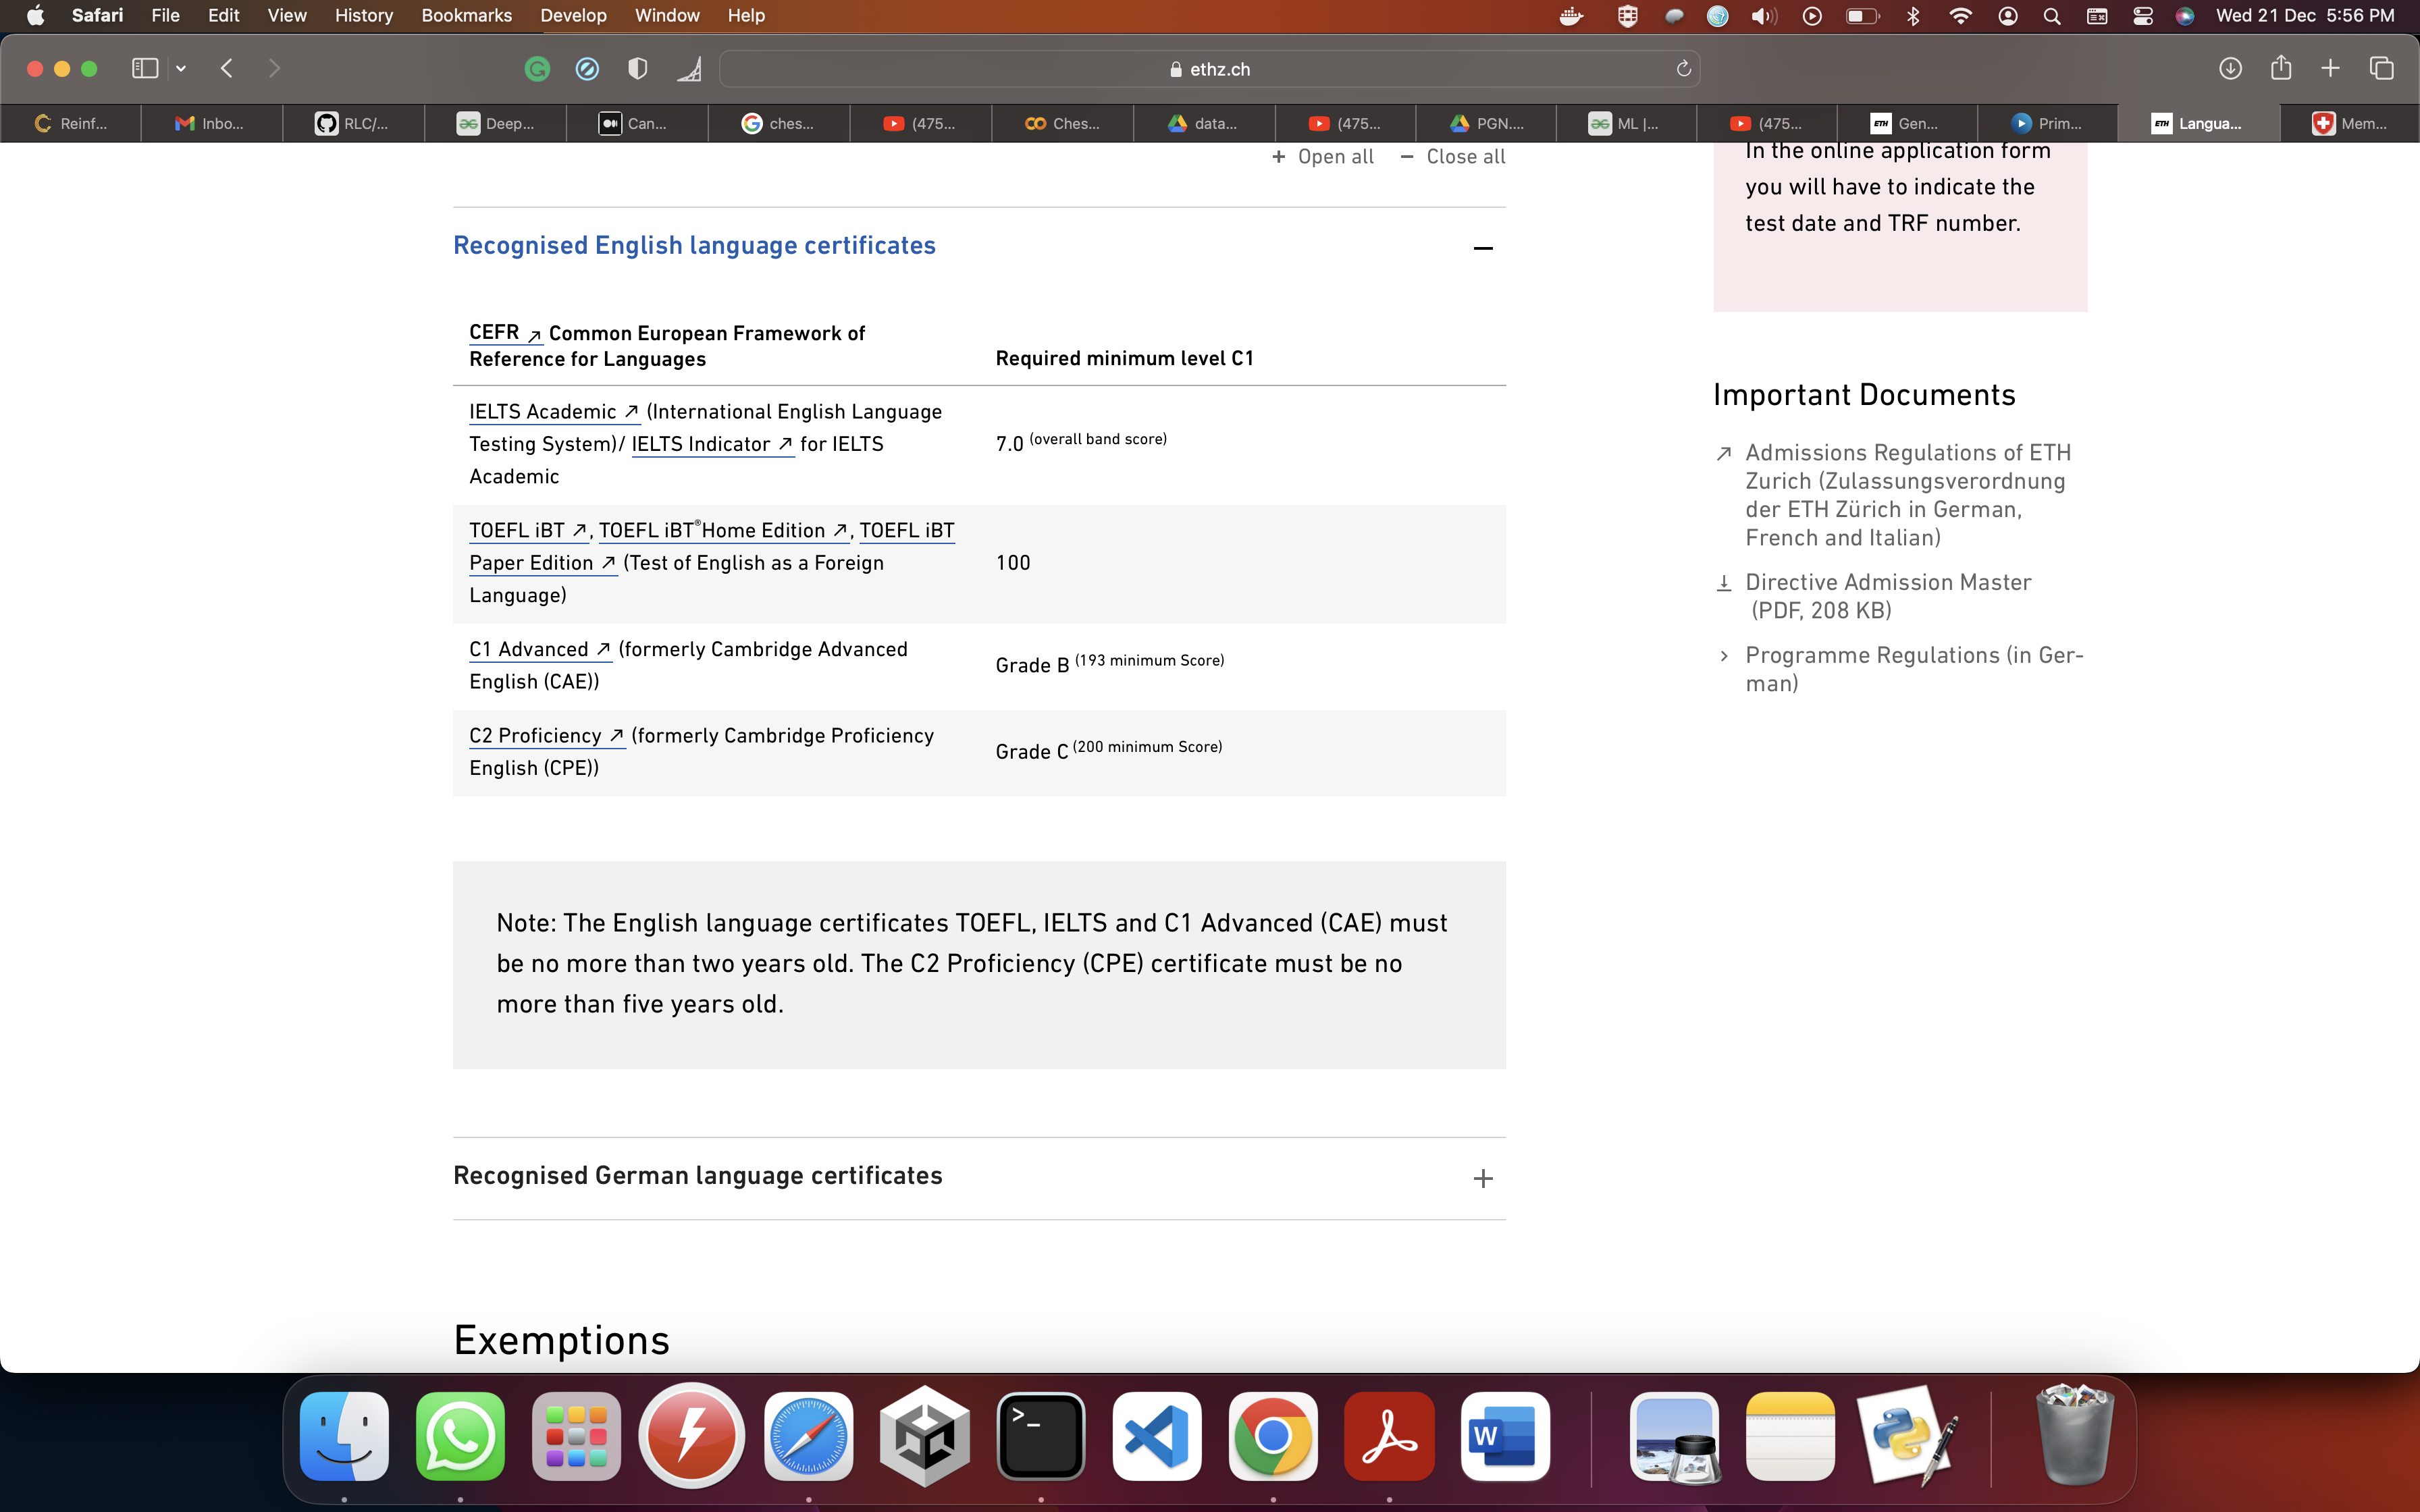 Safari File Edit View History Bookmarks Develop Window Help Wed 21 Dec 5:56 PM
ethz.ch
Reinf... Inbo... RLC/... Deep... Can... ches... (475... Ches... data... (475... PGN.... ML |... (475... Gen... Prim... Langua... Mem...
+ Open all − Close all
Recognised English language certificates
CEFR ↗ Common European Framework of
Reference for Languages
Required minimum level C1
IELTS Academic ↗ (International English Language
Testing System)/ IELTS Indicator ↗ for IELTS
Academic
7.0 (overall band score)
TOEFL iBT ↗, TOEFL iBT®Home Edition ↗, TOEFL iBT
Paper Edition ↗ (Test of English as a Foreign
Language)
100
C1 Advanced ↗ (formerly Cambridge Advanced
English (CAE))
Grade B (193 minimum Score)
C2 Proficiency ↗ (formerly Cambridge Proficiency
English (CPE))
Grade C (200 minimum Score)
Note: The English language certificates TOEFL, IELTS and C1 Advanced (CAE) must
be no more than two years old. The C2 Proficiency (CPE) certificate must be no
more than five years old.
Recognised German language certificates
Exemptions
In the online application form
you will have to indicate the
test date and TRF number.
Important Documents
Admissions Regulations of ETH
Zurich (Zulassungsverordnung
der ETH Zürich in German,
French and Italian)
Directive Admission Master
(PDF, 208 KB)
Programme Regulations (in Ger-
man)